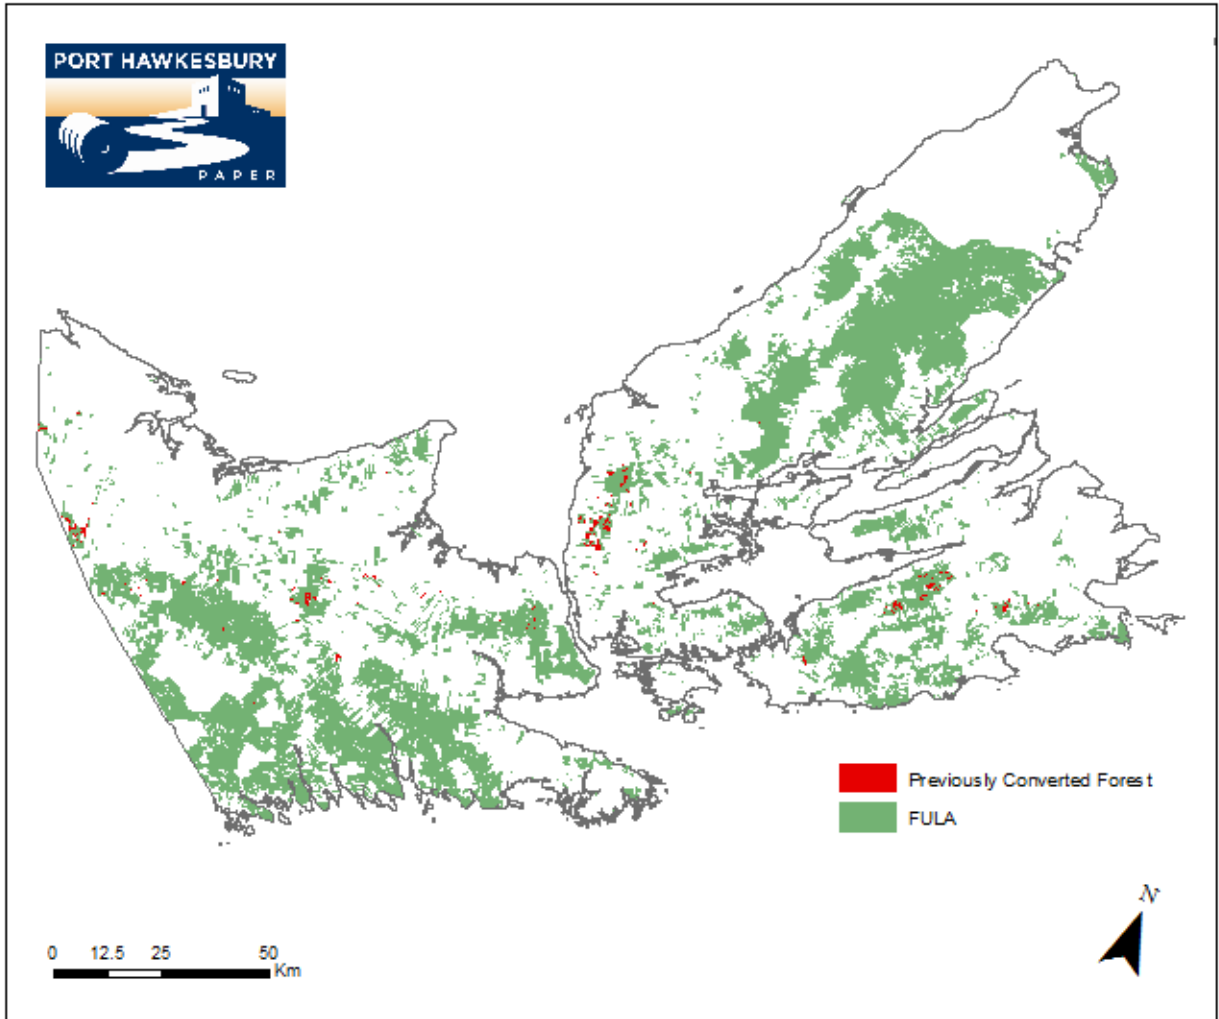 PORT HAWKESBURY
PAPER
Previously Converted Forest
FULA
N
0 12.5 25 50
Km